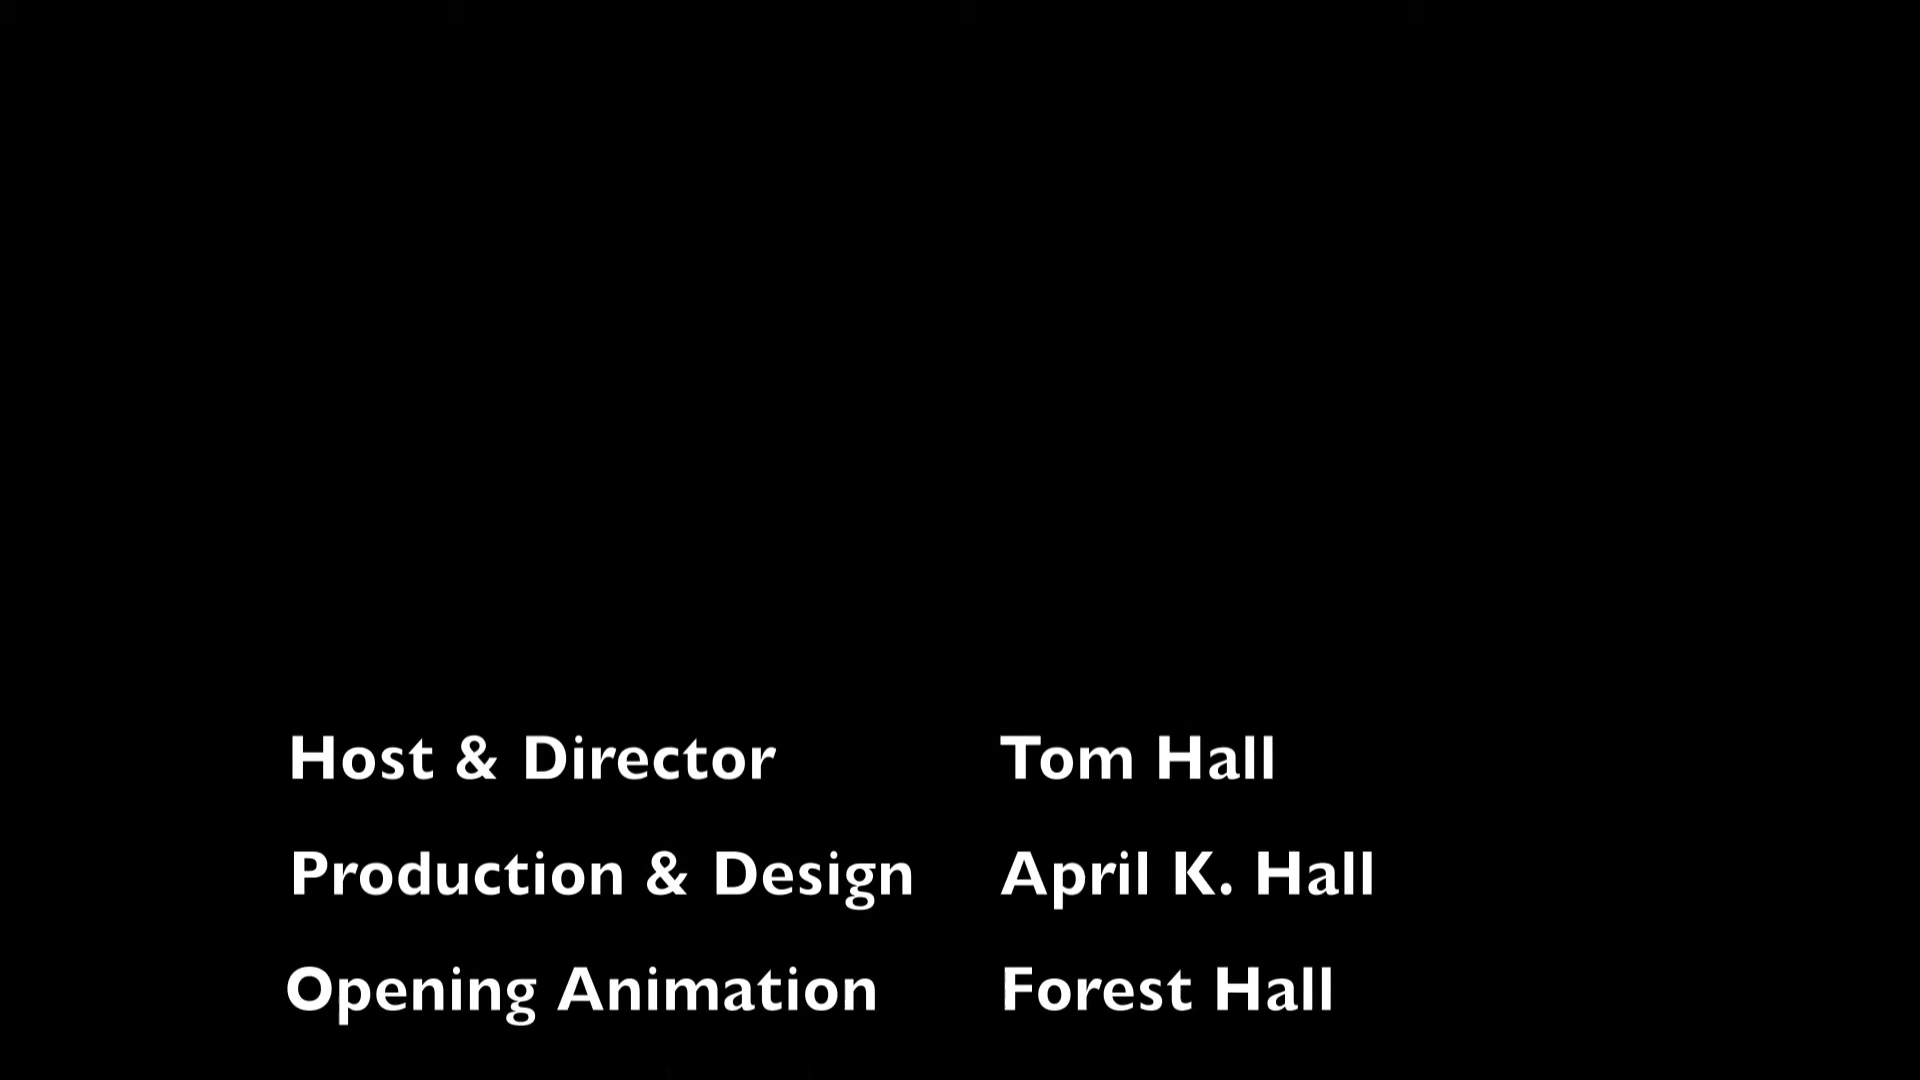 Host & Director Tom Hall
Production & Design April K. Hall
Opening Animation Forest Hall